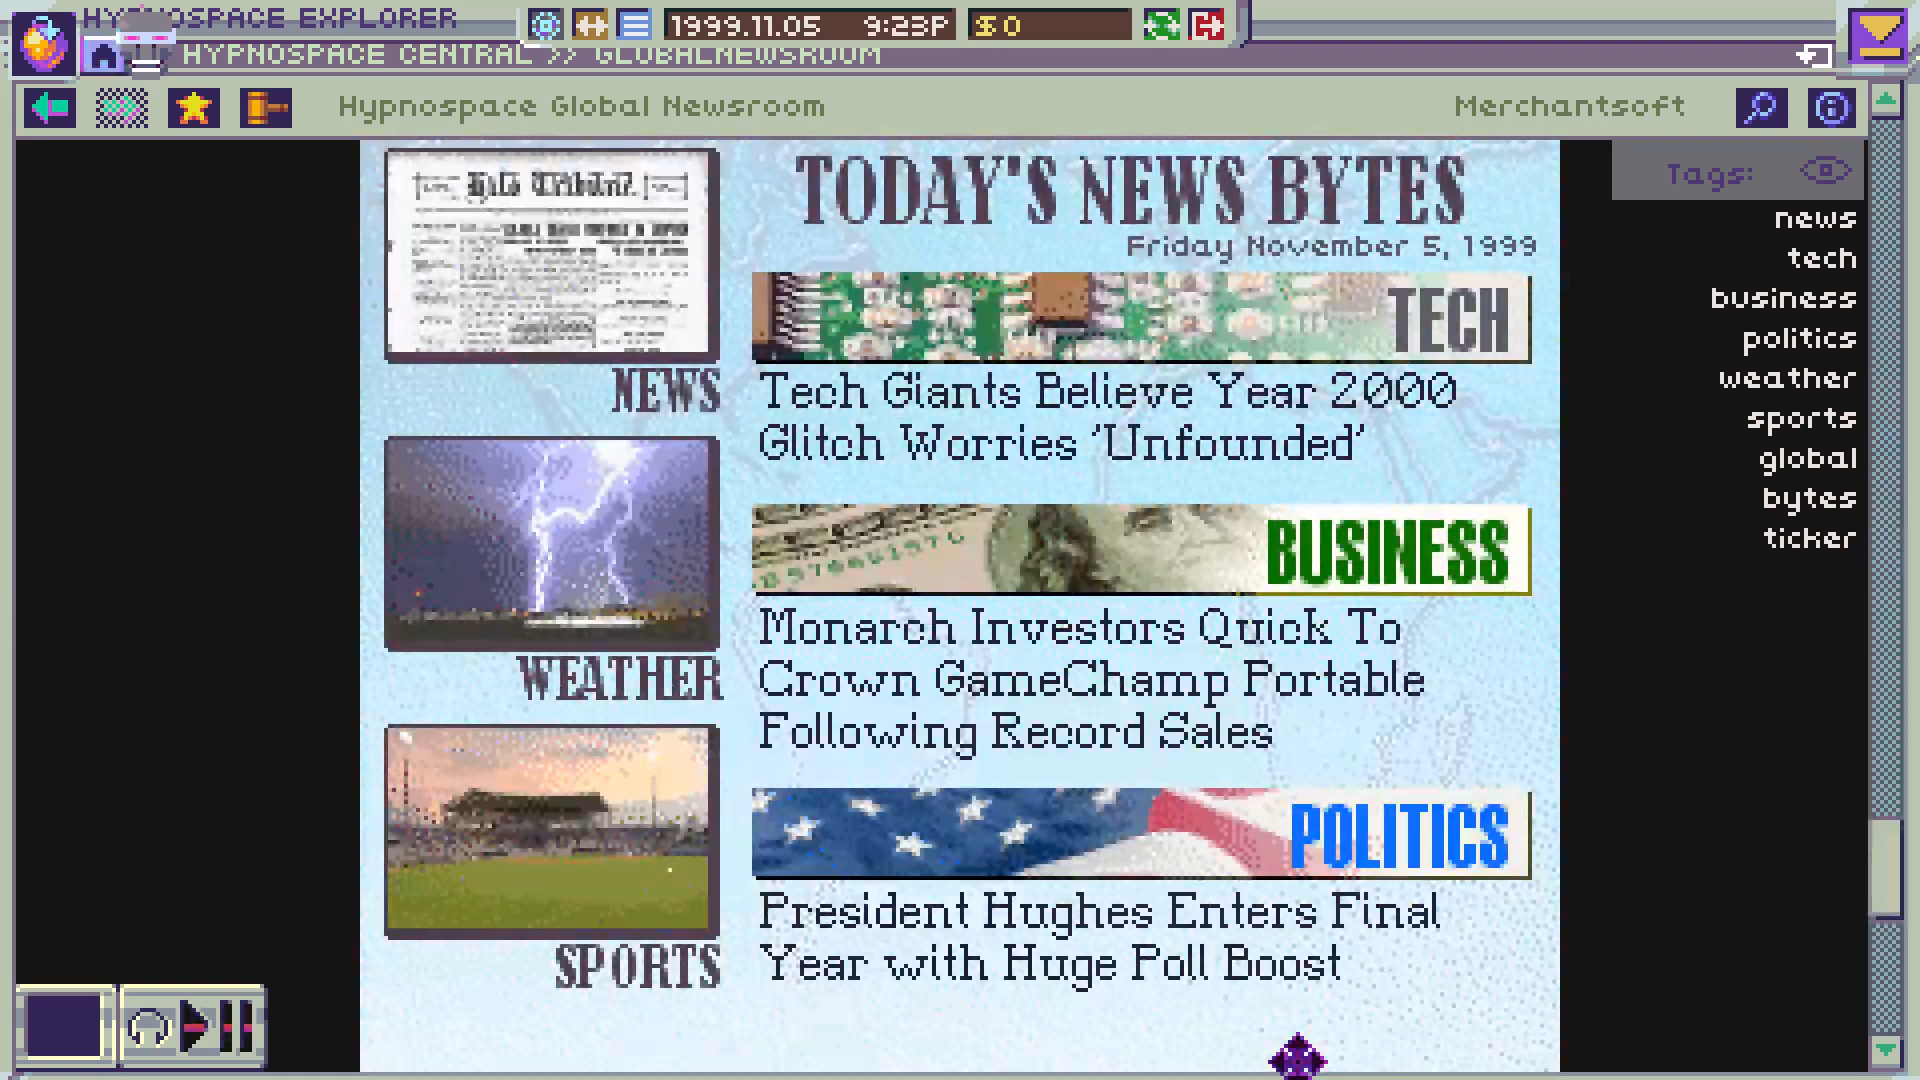 HYPNOSPACE EXPLORER
1999.11.05 9:23P
$ 0
HYPNOSPACE CENTRAL >> GLOBALNEWSROOM
Hypnospace Global Newsroom
Merchantsoft
TODAY'S NEWS BYTES
Friday November 5, 1999
NEWS
WEATHER
SPORTS
TECH
Tech Giants Believe Year 2000
Glitch Worries 'Unfounded'
BUSINESS
Monarch Investors Quick To
Crown GameChamp Portable
Following Record Sales
POLITICS
President Hughes Enters Final
Year with Huge Poll Boost
Tags:
news
tech
business
politics
weather
sports
global
bytes
ticker